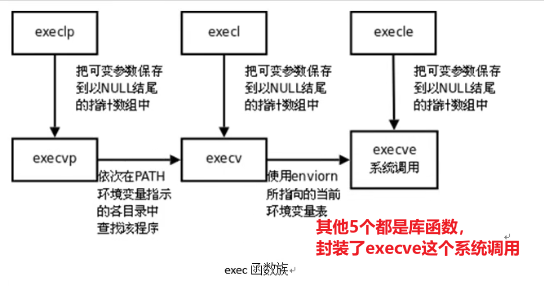 execlp
execl
execle
把可变参数保存
到以NULL结尾
的指针数组中
把可变参数保存
到以NULL结尾
的指针数组中
把可变参数保存
到以NULL结尾
的指针数组中
execvp
execv
execve
系统调用
依次在PATH
环境变量指示
的各目录中
查找该程序
使用enviorn
所指向的当前
环境变量表
其他5个都是库函数,
封装了execve这个系统调用
exec 函数族